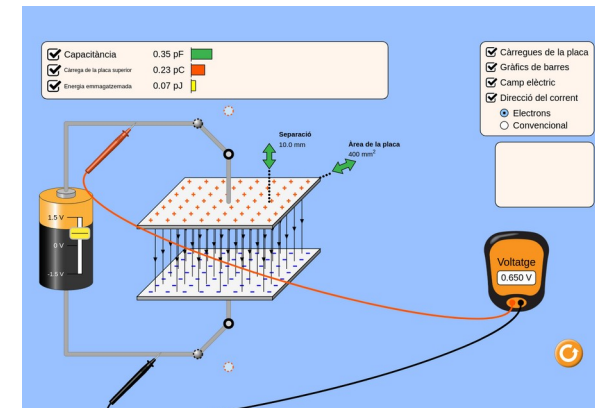 Capacitància 0.35 pF
Càrrega de la placa superior 0.23 pC
Energia emmagatzemada 0.07 pJ
Càrregues de la placa
Gràfics de barres
Camp elèctric
Direcció del corrent
Electrons
Convencional
Separació
10.0 mm
Àrea de la placa
400 mm²
1.5 V
0 V
-1.5 V
Voltatge
0.650 V